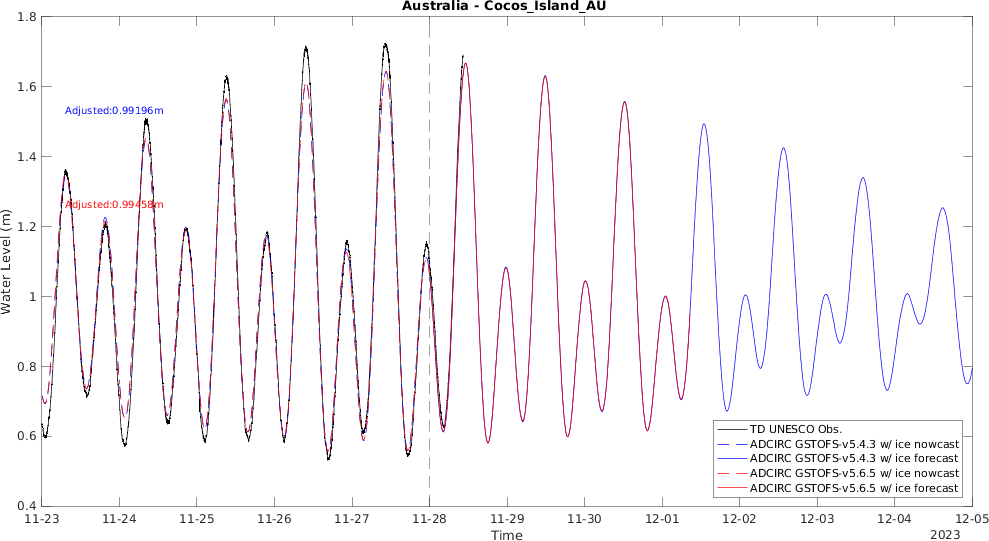 Australia - Cocos_Island_AU
1.8
1.6
1.4
1.2
1
0.8
0.6
0.4
Water Level (m)
Adjusted:0.99196m
Adjusted:0.99458m
TD UNESCO Obs.
ADCIRC GSTOFS-v5.4.3 w/ ice nowcast
ADCIRC GSTOFS-v5.4.3 w/ ice forecast
ADCIRC GSTOFS-v5.6.5 w/ ice nowcast
ADCIRC GSTOFS-v5.6.5 w/ ice forecast
11-23 11-24 11-25 11-26 11-27 11-28 11-29 11-30 12-01 12-02 12-03 12-04 12-05
Time
2023